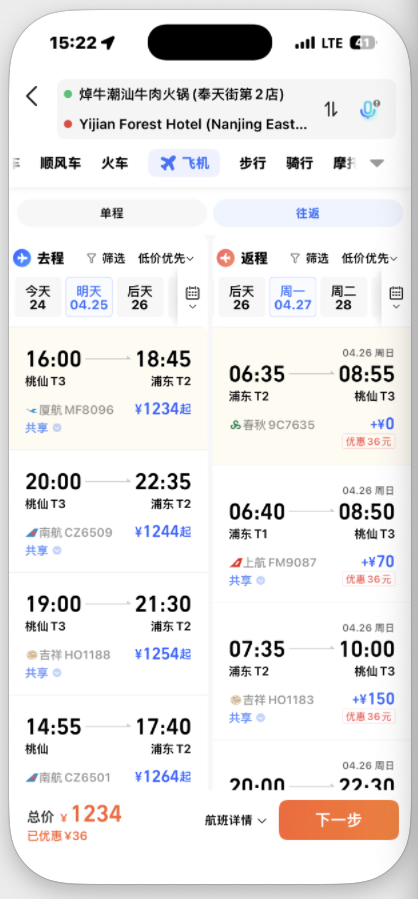 15:22
LTE 41
焯牛潮汕牛肉火锅(奉天街第2店)
Yijian Forest Hotel (Nanjing East...
顺风车 火车 飞机 步行 骑行 摩托
单程 往返
去程 筛选 低价优先
今天 24
明天 04.25
后天 26
16:00 18:45
桃仙 T3 浦东 T2
厦航 MF8096 ¥1234起
共享
20:00 22:35
桃仙 T3 浦东 T2
南航 CZ6509 ¥1244起
共享
19:00 21:30
桃仙 T3 浦东 T2
吉祥 HO1188 ¥1254起
共享
14:55 17:40
桃仙 浦东 T2
南航 CZ6501 ¥1264起
返程 筛选 低价优先
后天 26
周一 04.27
周二 28
04.26 周日
06:35 08:55
浦东 T2 桃仙 T3
春秋 9C7635 +¥0
优惠36元
04.26 周日
06:40 08:50
浦东 T1 桃仙 T3
上航 FM9087 +¥70
共享 优惠36元
04.26 周日
07:35 10:00
浦东 T2 桃仙 T3
吉祥 HO1183 +¥150
共享 优惠36元
04.26 周日
20:00 22:30
总价 ¥1234
已优惠 ¥36
航班详情
下一步